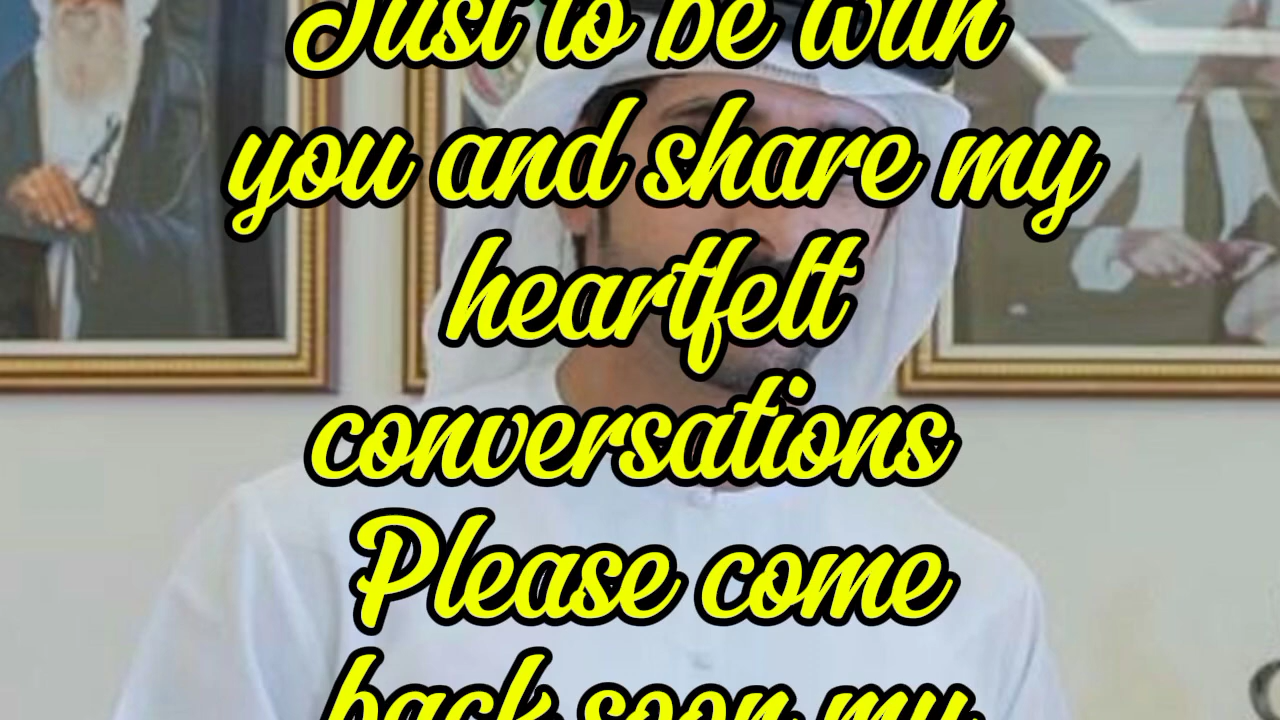 Just to be with
you and share my
heartfelt
conversations
Please come
back soon my